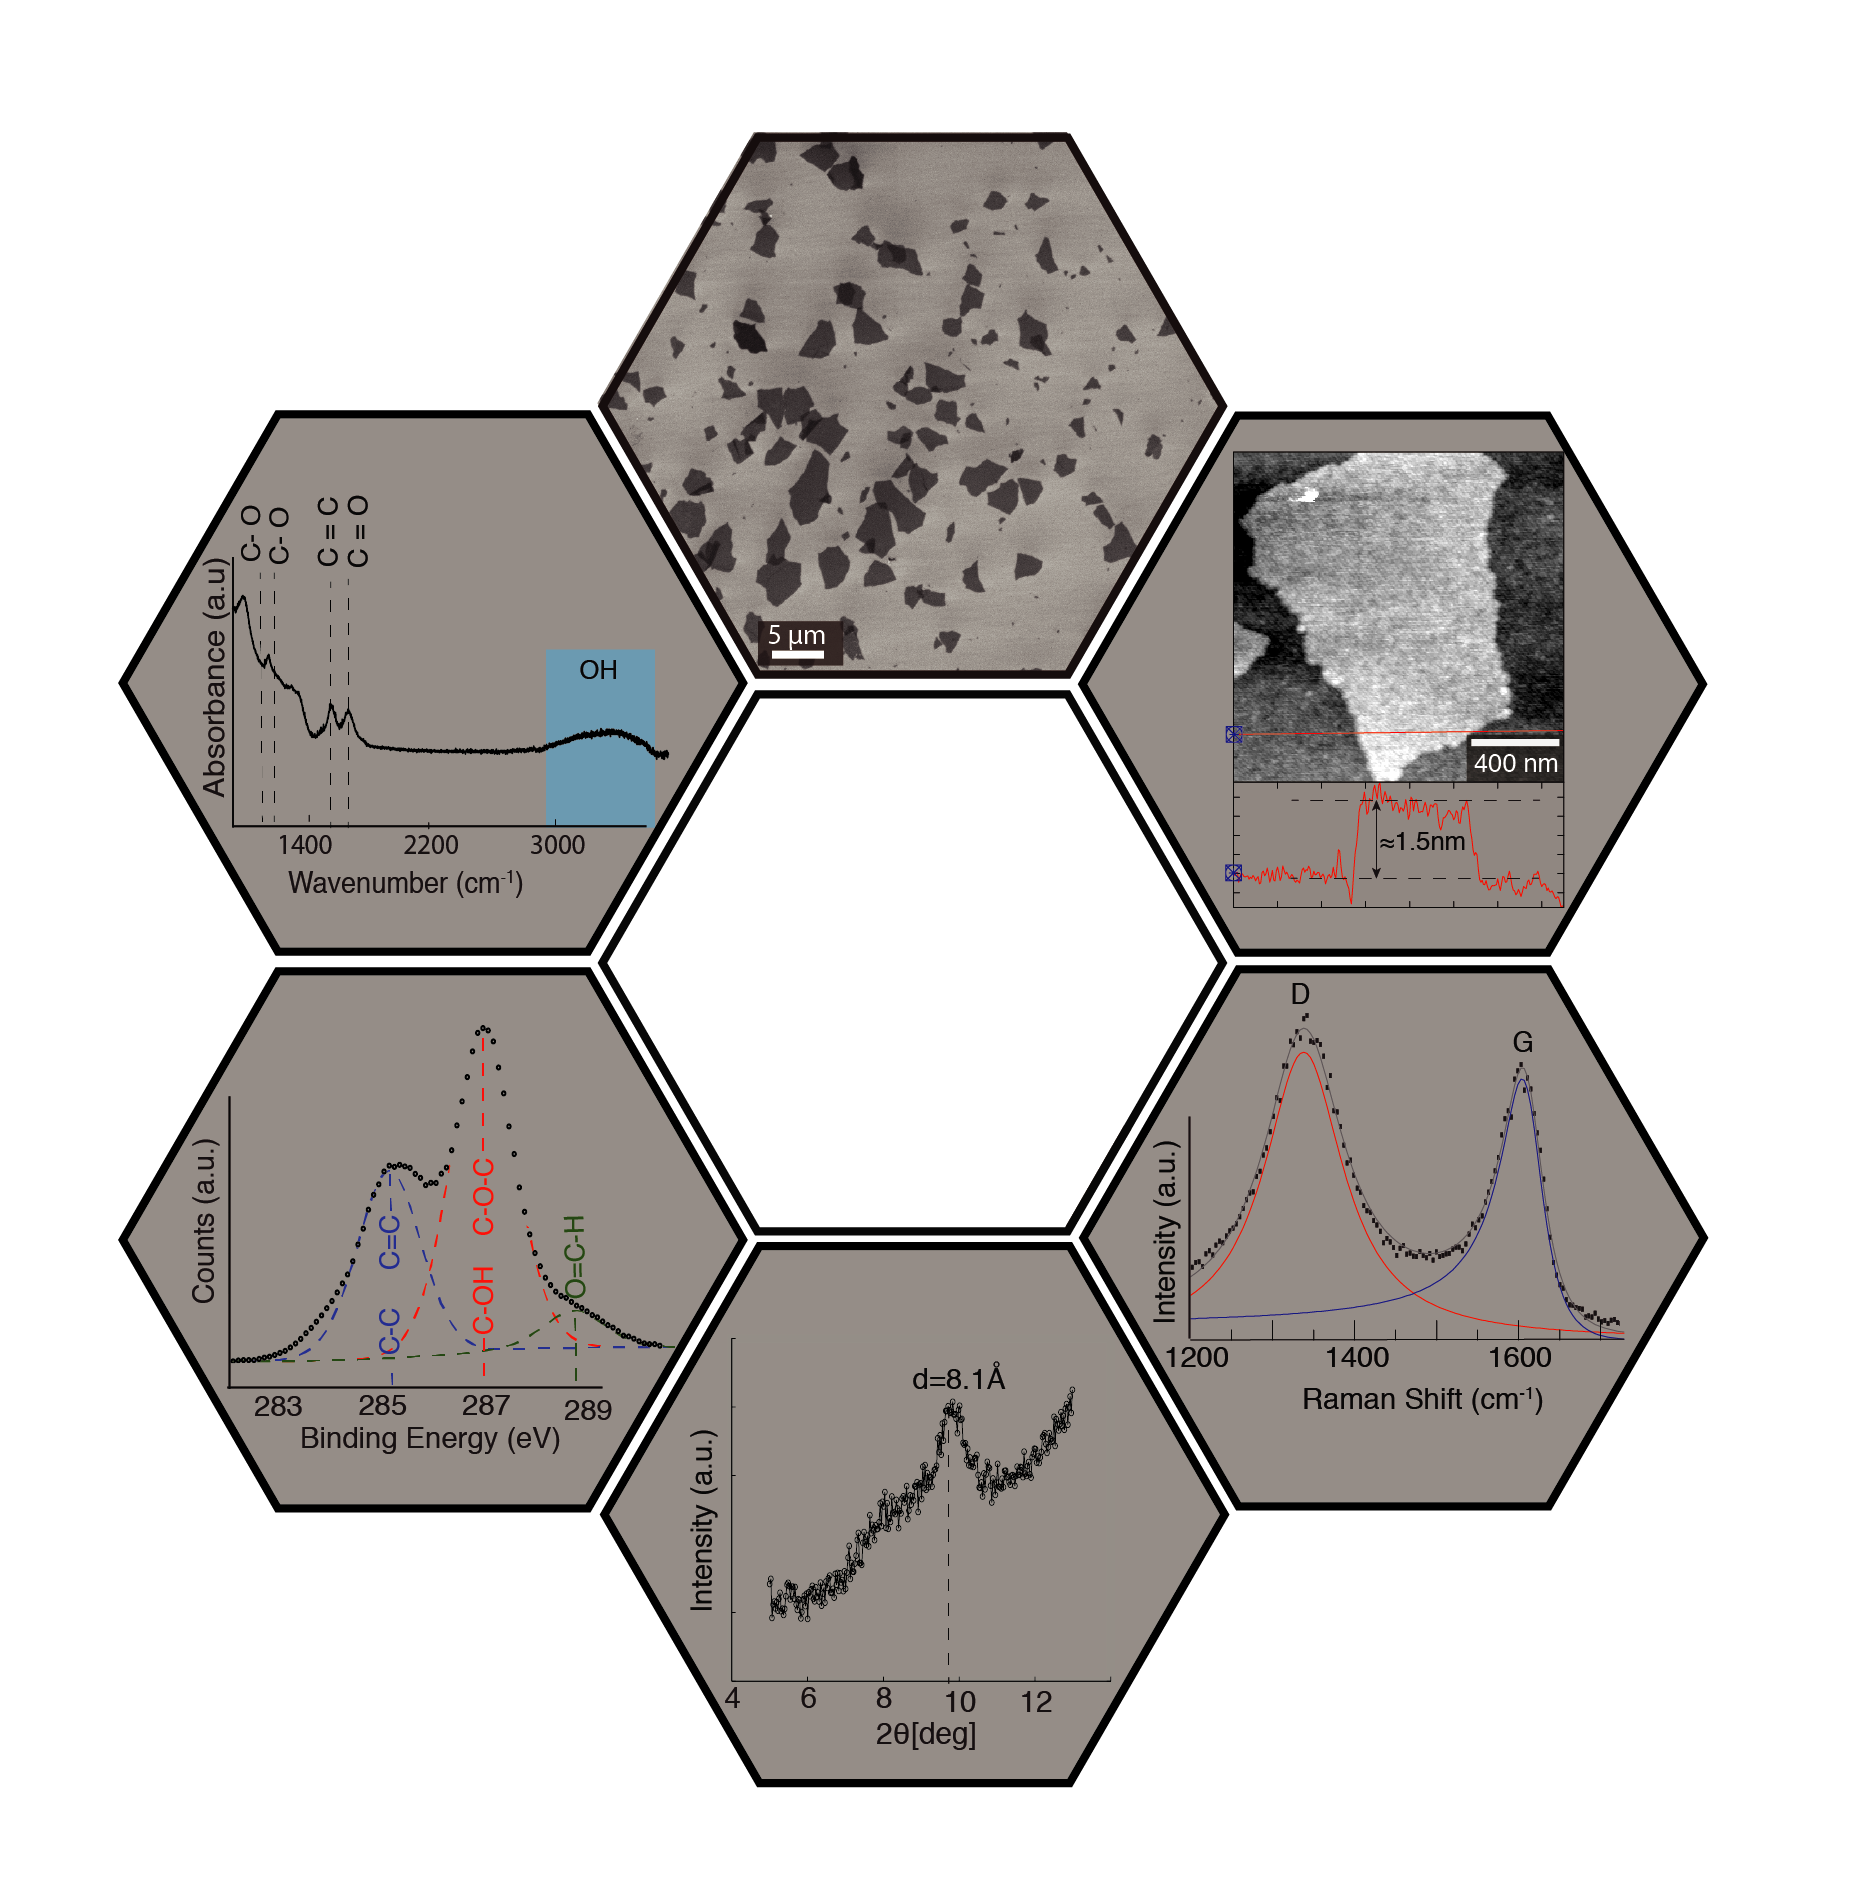 5 µm
C- O
C- O
C = C
C = O
OH
Absorbance (a.u)
1400
2200
3000
Wavenumber (cm-1)
400 nm
≈1.5nm
Counts (a.u.)
C-C
C=C
C-OH
C-O-C
O=C-H
283
285
287
289
Binding Energy (eV)
D
G
Intensity (a.u.)
1200
1400
1600
Raman Shift (cm-1)
d=8.1Å
Intensity (a.u.)
4
6
8
10
12
2θ[deg]